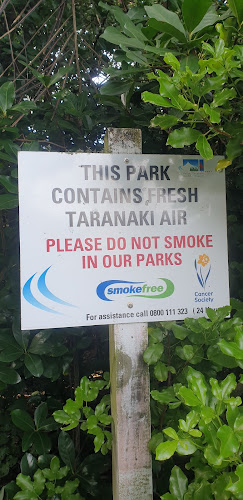 THIS PARK
CONTAINS FRESH
TARANAKI AIR
PLEASE DO NOT SMOKE
IN OUR PARKS
smokefree
Cancer
Society
For assistance call 0800 111 323 (24